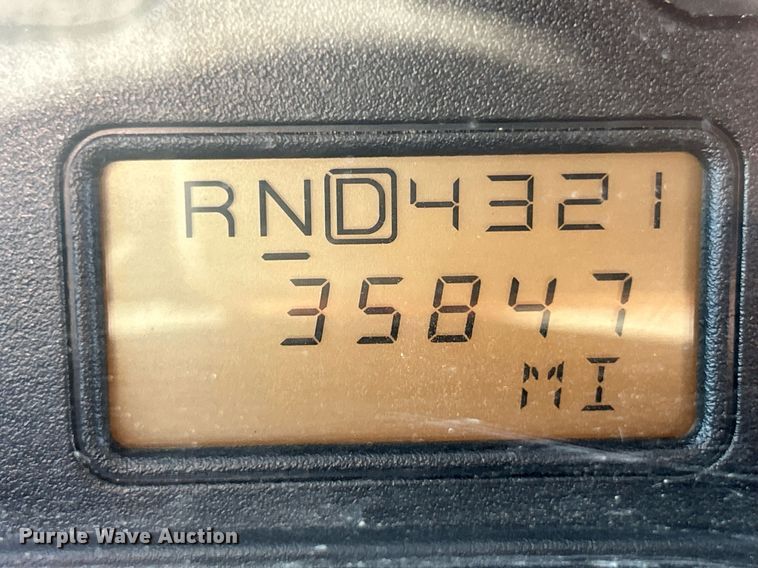 RND4321
35847
MI
Purple Wave Auction